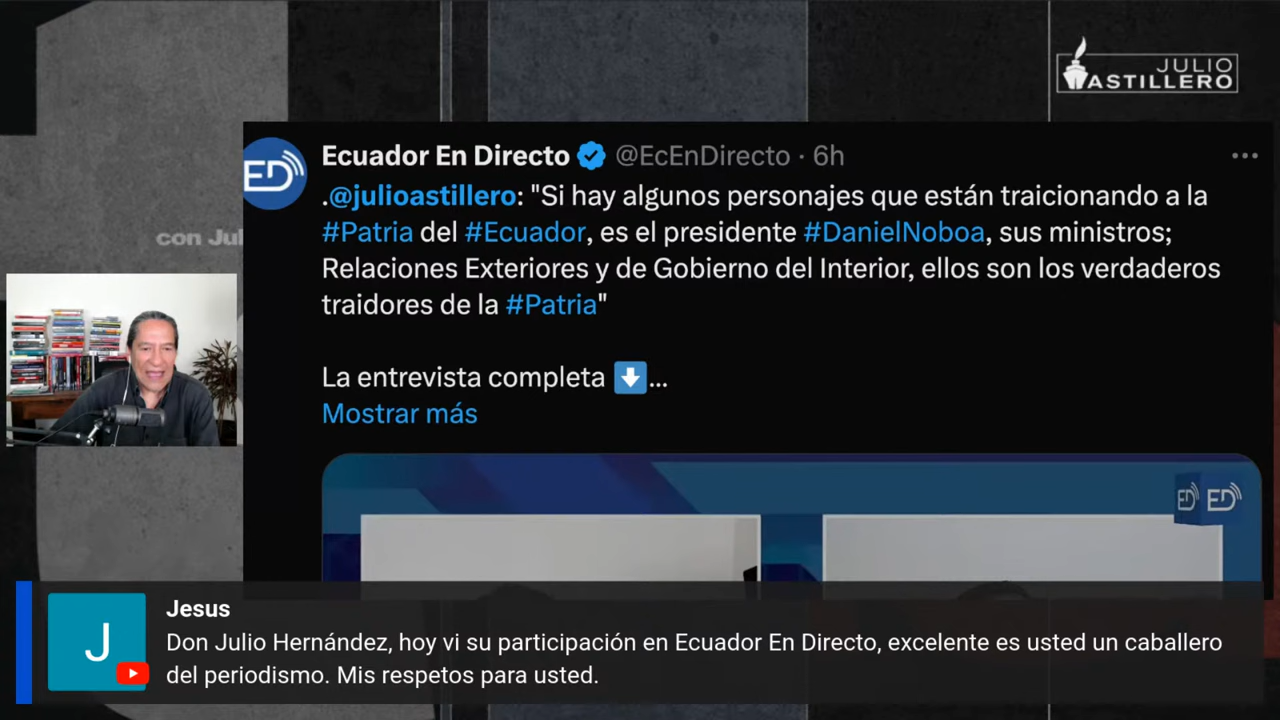 JULIO
ASTILLERO
Ecuador En Directo @EcEnDirecto · 6h
ED
.@julioastillero: "Si hay algunos personajes que están traicionando a la
#Patria del #Ecuador, es el presidente #DanielNoboa, sus ministros;
Relaciones Exteriores y de Gobierno del Interior, ellos son los verdaderos
traidores de la #Patria"
con Jul
La entrevista completa ⬇️...
Mostrar más
ED ED
J
Jesus
Don Julio Hernández, hoy vi su participación en Ecuador En Directo, excelente es usted un caballero
del periodismo. Mis respetos para usted.